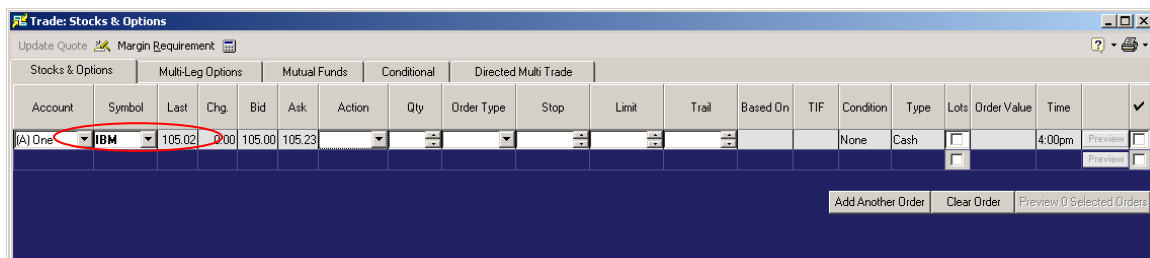 Trade: Stocks & Options
Update Quote Margin Requirement
Stocks & Options Multi-Leg Options Mutual Funds Conditional Directed Multi Trade
Account Symbol Last Chg. Bid Ask Action Qty Order Type Stop Limit Trail Based On TIF Condition Type Lots Order Value Time
(A) One IBM 105.02 0.00 105.00 105.23 None Cash 4:00pm Preview
Preview
Add Another Order Clear Order Preview 0 Selected Orders